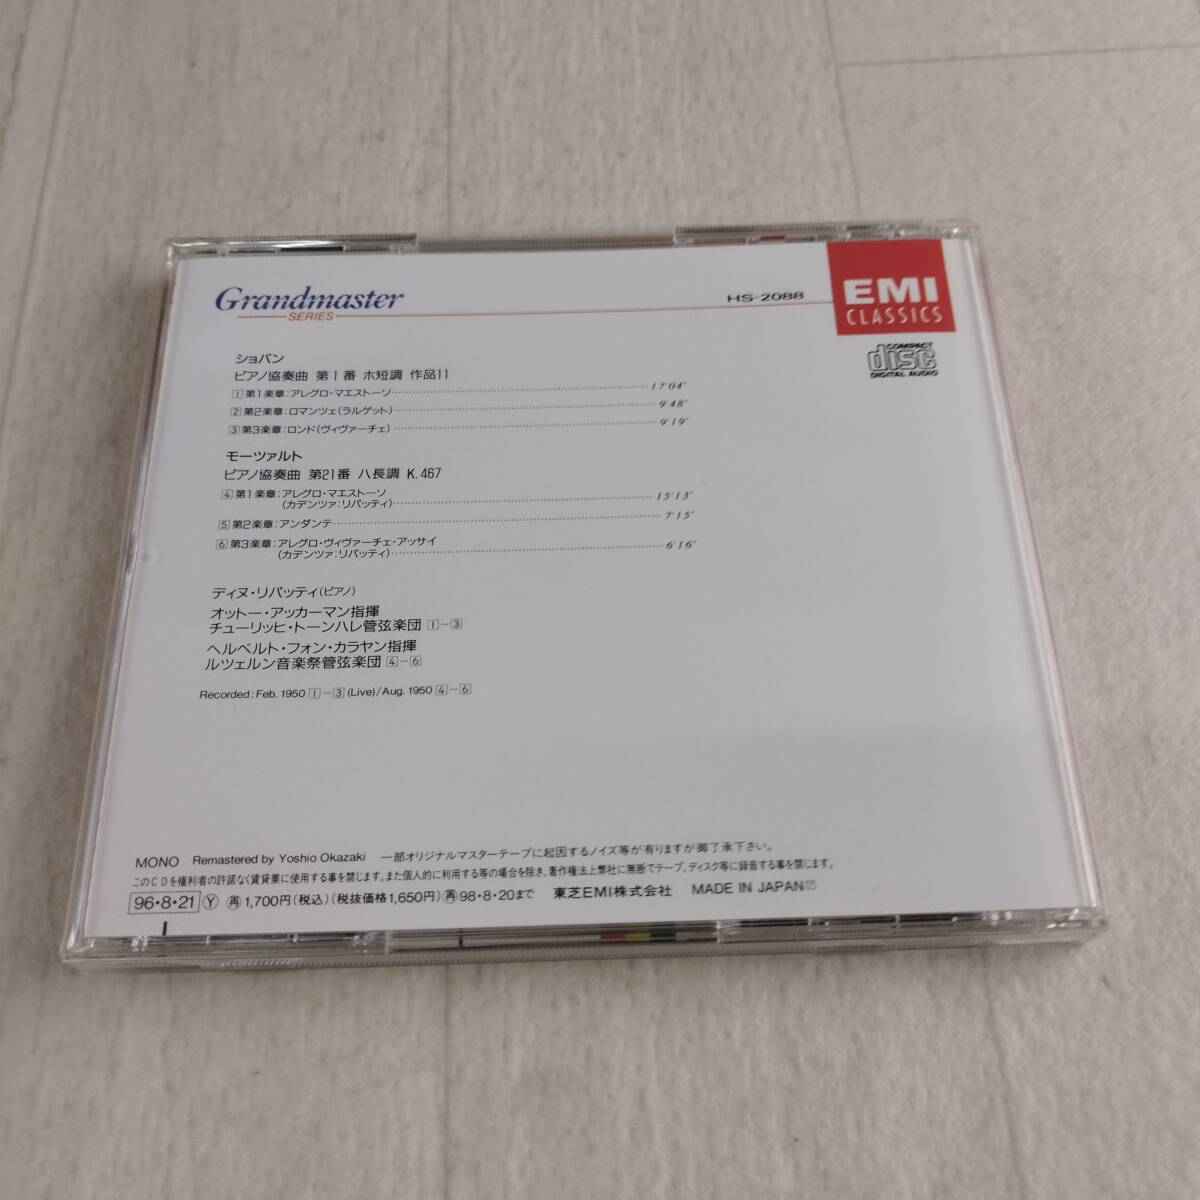 Grandmaster
SERIES
HS-2088
EMI
CLASSICS
COMPACT
disc
DIGITAL AUDIO
ショパン
ピアノ協奏曲 第1番 ホ短調 作品11
1 第1楽章:アレグロ・マエストーソ 17'04"
2 第2楽章:ロマンツェ(ラルゲット) 9'48"
3 第3楽章:ロンド(ヴィヴァーチェ) 9'19"
モーツァルト
ピアノ協奏曲 第21番 ハ長調 K.467
4 第1楽章:アレグロ・マエストーソ
(カデンツァ:リパッティ) 15'13"
5 第2楽章:アンダンテ 7'15"
6 第3楽章:アレグロ・ヴィヴァーチェ・アッサイ
(カデンツァ:リパッティ) 6'16"
ディヌ・リパッティ(ピアノ)
オットー・アッカーマン指揮
チューリッヒ・トーンハレ管弦楽団 1-3
ヘルベルト・フォン・カラヤン指揮
ルツェルン音楽祭管弦楽団 4~6
Recorded: Feb. 1950 1-3 (Live)/Aug. 1950 4-6
MONO Remastered by Yoshio Okazaki 一部オリジナルマスターテープに起因するノイズ等が有りますが御了承下さい。
このCDを権利者の許諾なく賃貸業に使用する事を禁じます。また個人的に利用する等の場合を除き、著作権法上弊社に無断でテープ、ディスク等に録音する事を禁じます。
96・8・21 Ⓨ ㊞1,700円(税込)(税抜価格1,650円) 再98・8・20まで 東芝EMI株式会社 MADE IN JAPAN